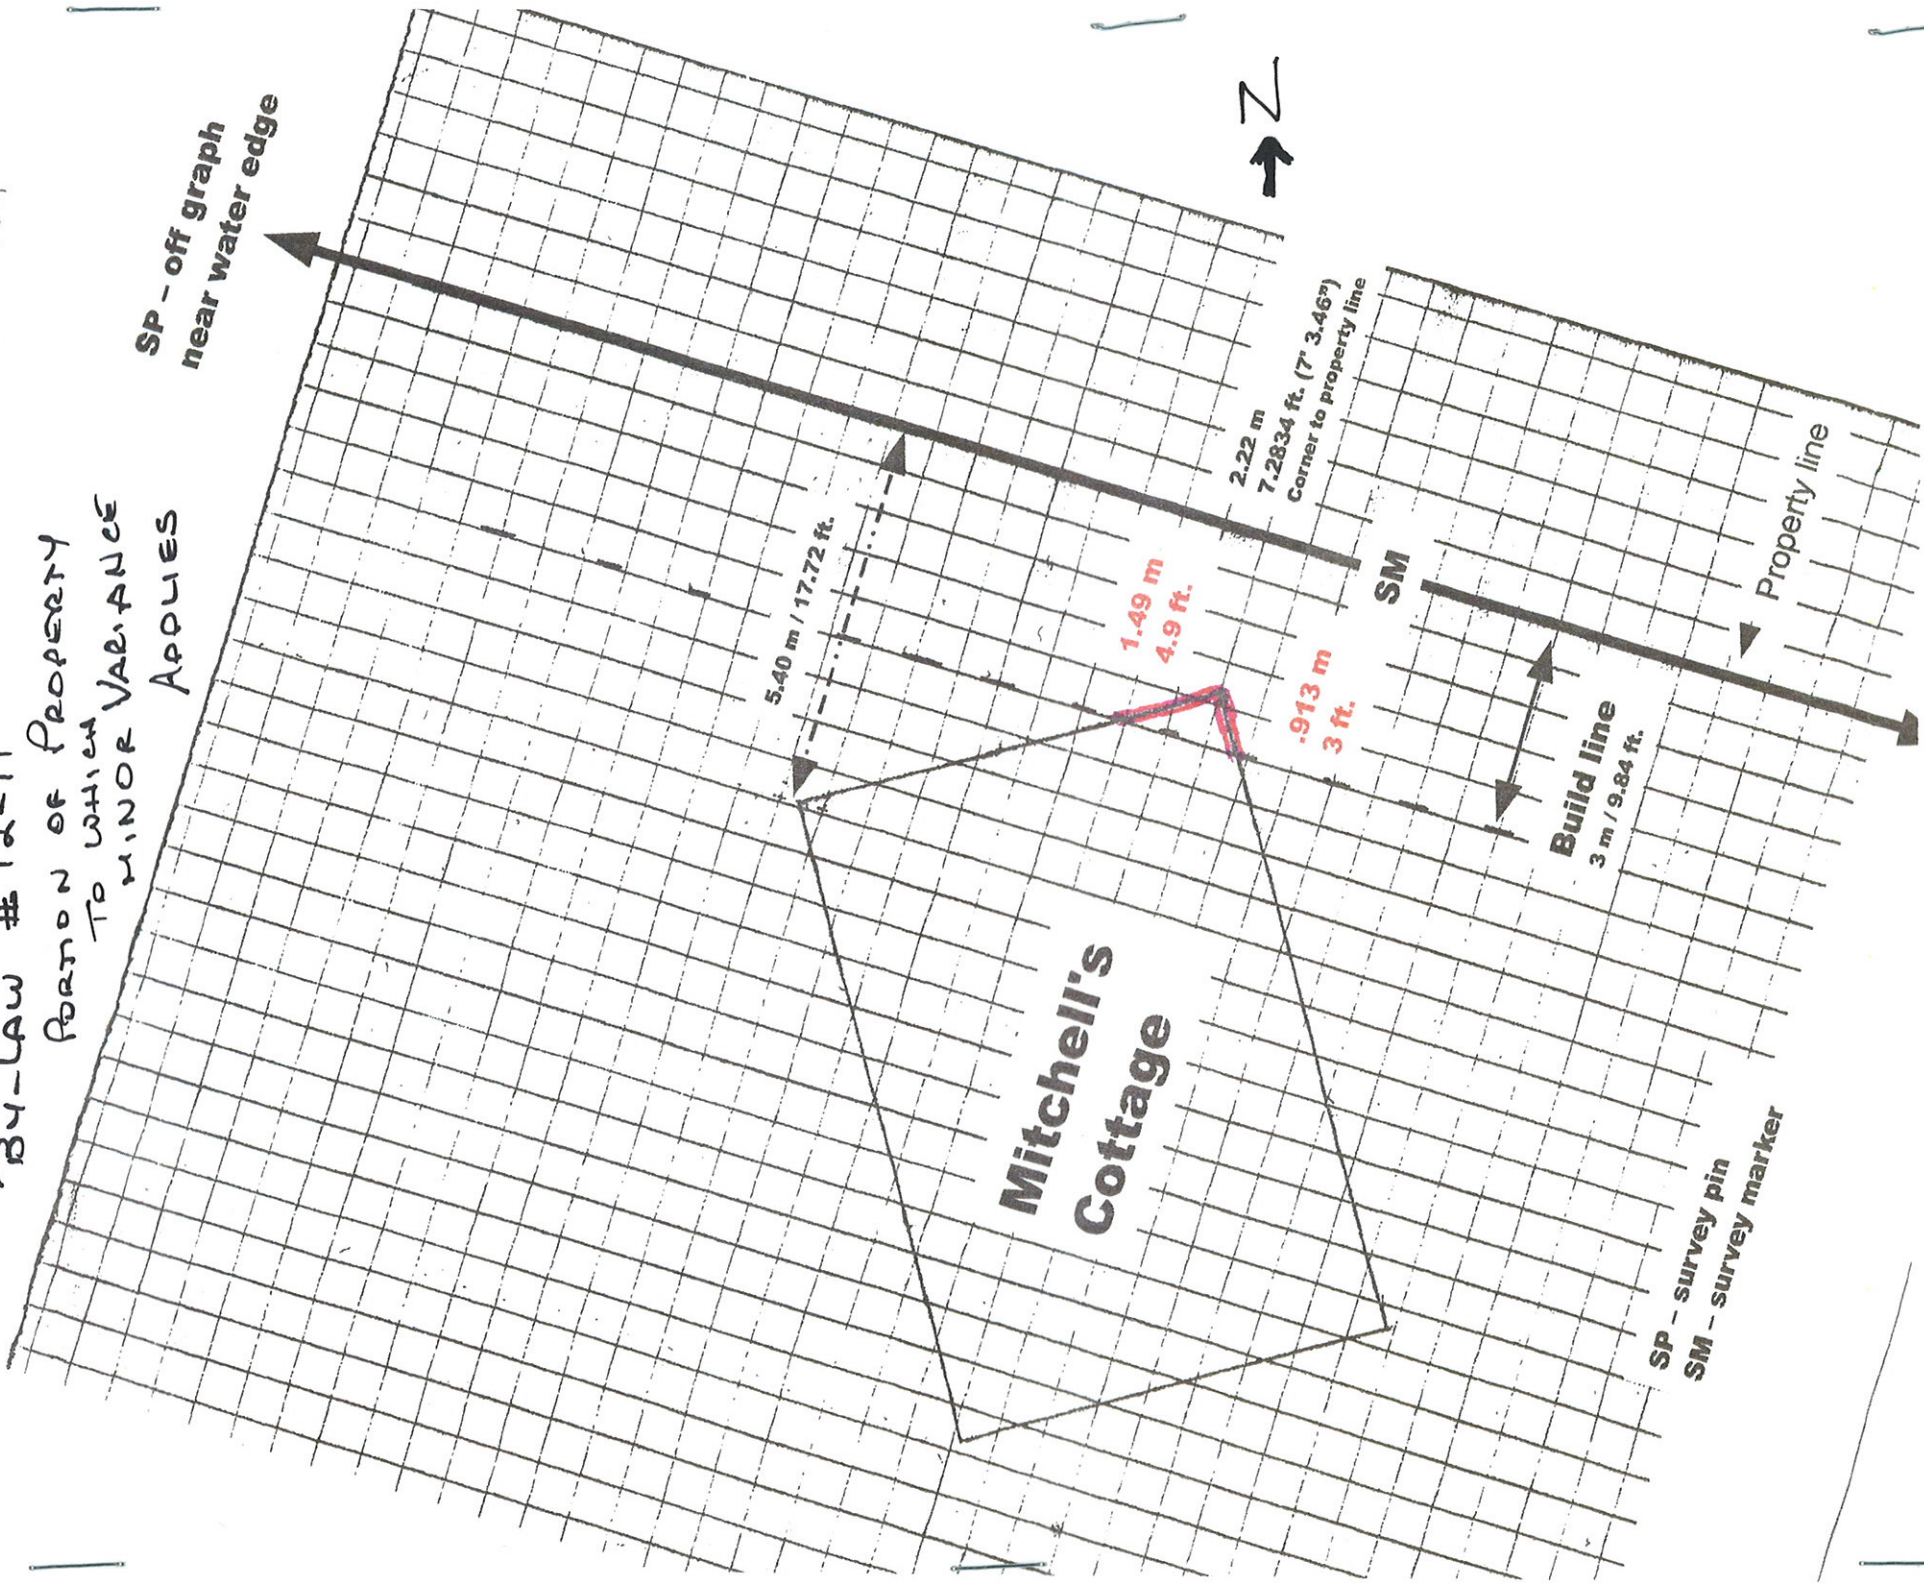 BY-LAW #12-11
PORTION OF PROPERTY
TO WHICH
MINOR VARIANCE
APPLIES
SP – off graph
near water edge
N
5.40 m / 17.72 ft.
2.22 m
7.2834 ft. (7' 3.46")
Corner to property line
1.49 m
4.9 ft.
SM
.913 m
3 ft.
Property line
Build line
3 m / 9.84 ft.
Mitchell's
Cottage
SP – survey pin
SM – survey marker